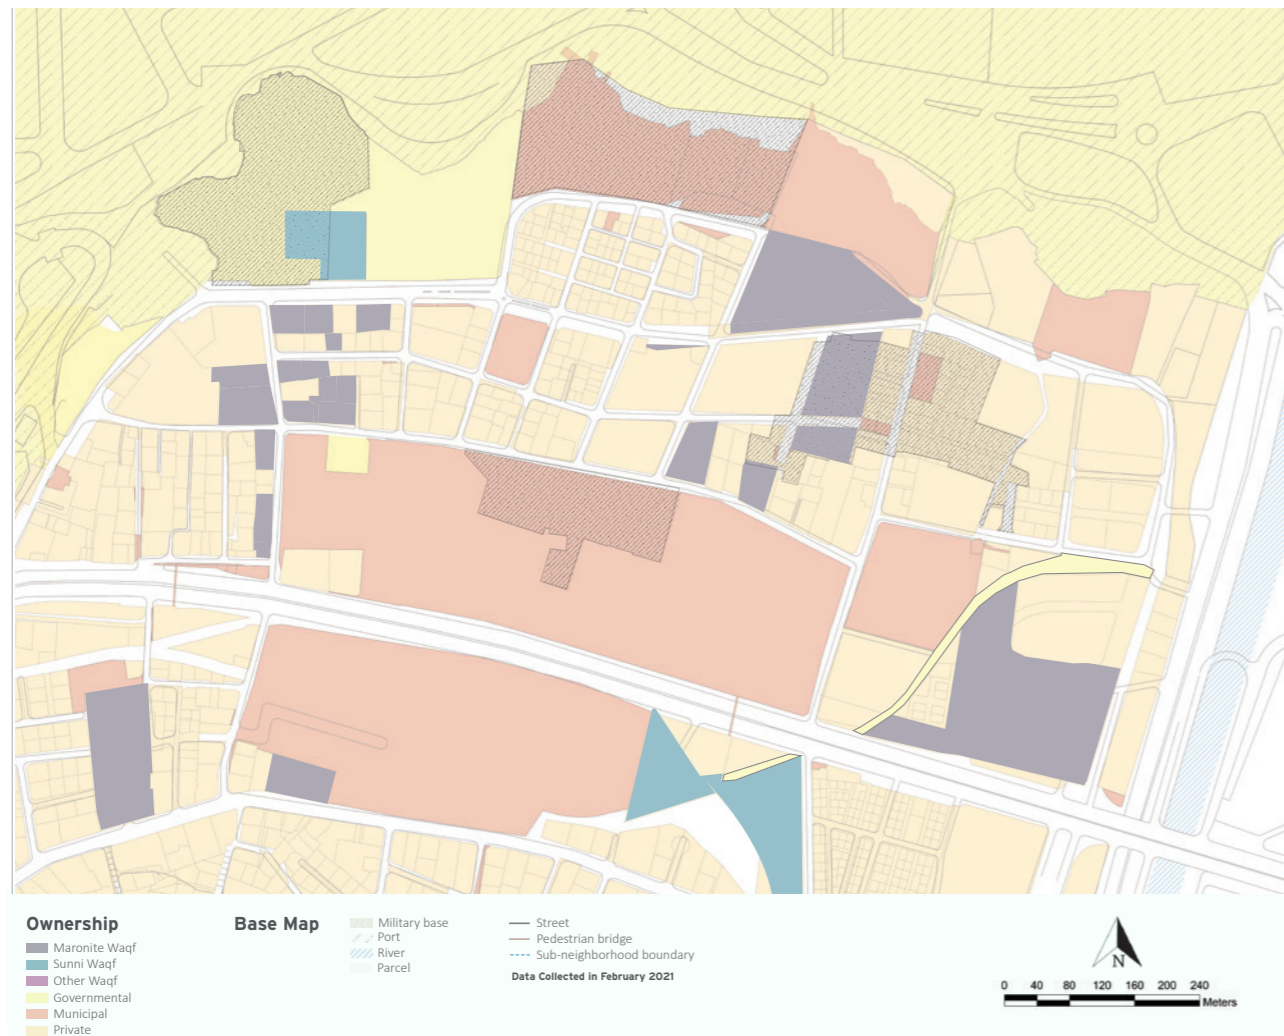 Ownership
Maronite Waqf
Sunni Waqf
Other Waqf
Governmental
Municipal
Private
Base Map
Military base
Port
River
Parcel
Street
Pedestrian bridge
Sub-neighborhood boundary
Data Collected in February 2021
N
0 40 80 120 160 200 240
Meters